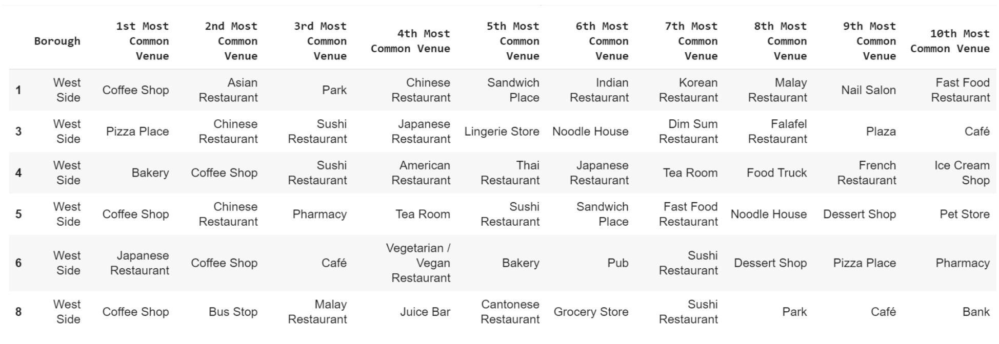 Borough 1st Most Common Venue 2nd Most Common Venue 3rd Most Common Venue 4th Most Common Venue 5th Most Common Venue 6th Most Common Venue 7th Most Common Venue 8th Most Common Venue 9th Most Common Venue 10th Most Common Venue
1 West Side Coffee Shop Asian Restaurant Park Chinese Restaurant Sandwich Place Indian Restaurant Korean Restaurant Malay Restaurant Nail Salon Fast Food Restaurant
3 West Side Pizza Place Chinese Restaurant Sushi Restaurant Japanese Restaurant Lingerie Store Noodle House Dim Sum Restaurant Falafel Restaurant Plaza Café
4 West Side Bakery Coffee Shop Sushi Restaurant American Restaurant Thai Restaurant Japanese Restaurant Tea Room Food Truck French Restaurant Ice Cream Shop
5 West Side Coffee Shop Chinese Restaurant Pharmacy Tea Room Sushi Restaurant Sandwich Place Fast Food Restaurant Noodle House Dessert Shop Pet Store
6 West Side Japanese Restaurant Coffee Shop Café Vegetarian / Vegan Restaurant Bakery Pub Sushi Restaurant Dessert Shop Pizza Place Pharmacy
8 West Side Coffee Shop Bus Stop Malay Restaurant Juice Bar Cantonese Restaurant Grocery Store Sushi Restaurant Park Café Bank